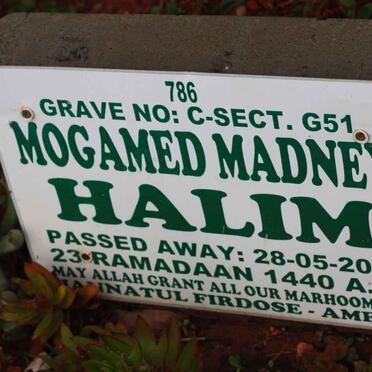 786
GRAVE NO: C-SECT. G51
MOGAMED MADNE
HALIM
PASSED AWAY: 28-05-20
23 RAMADAAN 1440 A.
MAY ALLAH GRANT ALL OUR MARHOOM
JANNATUL FIRDOSE - AME